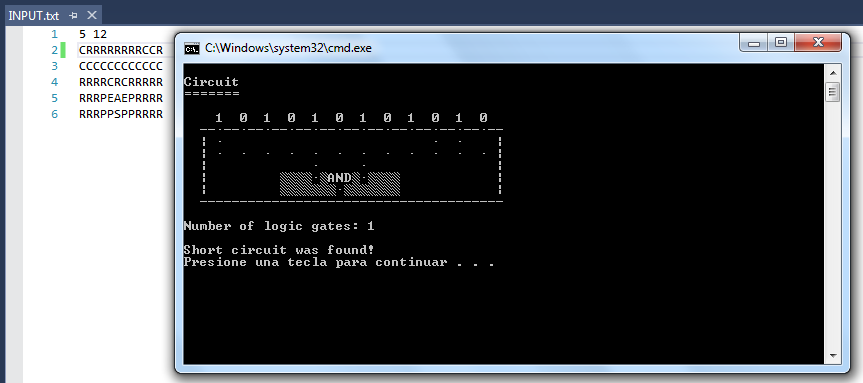 INPUT.txt
1 5 12
2 CRRRRRRRRCCR
3 CCCCCCCCCCCC
4 RRRRCRCRRRRR
5 RRRPEAEPRRRR
6 RRRPPSPPRRRR
C:\Windows\system32\cmd.exe
Circuit
=======
1 0 1 0 1 0 1 0 1 0 1 0
AND
Number of logic gates: 1
Short circuit was found!
Presione una tecla para continuar . . .